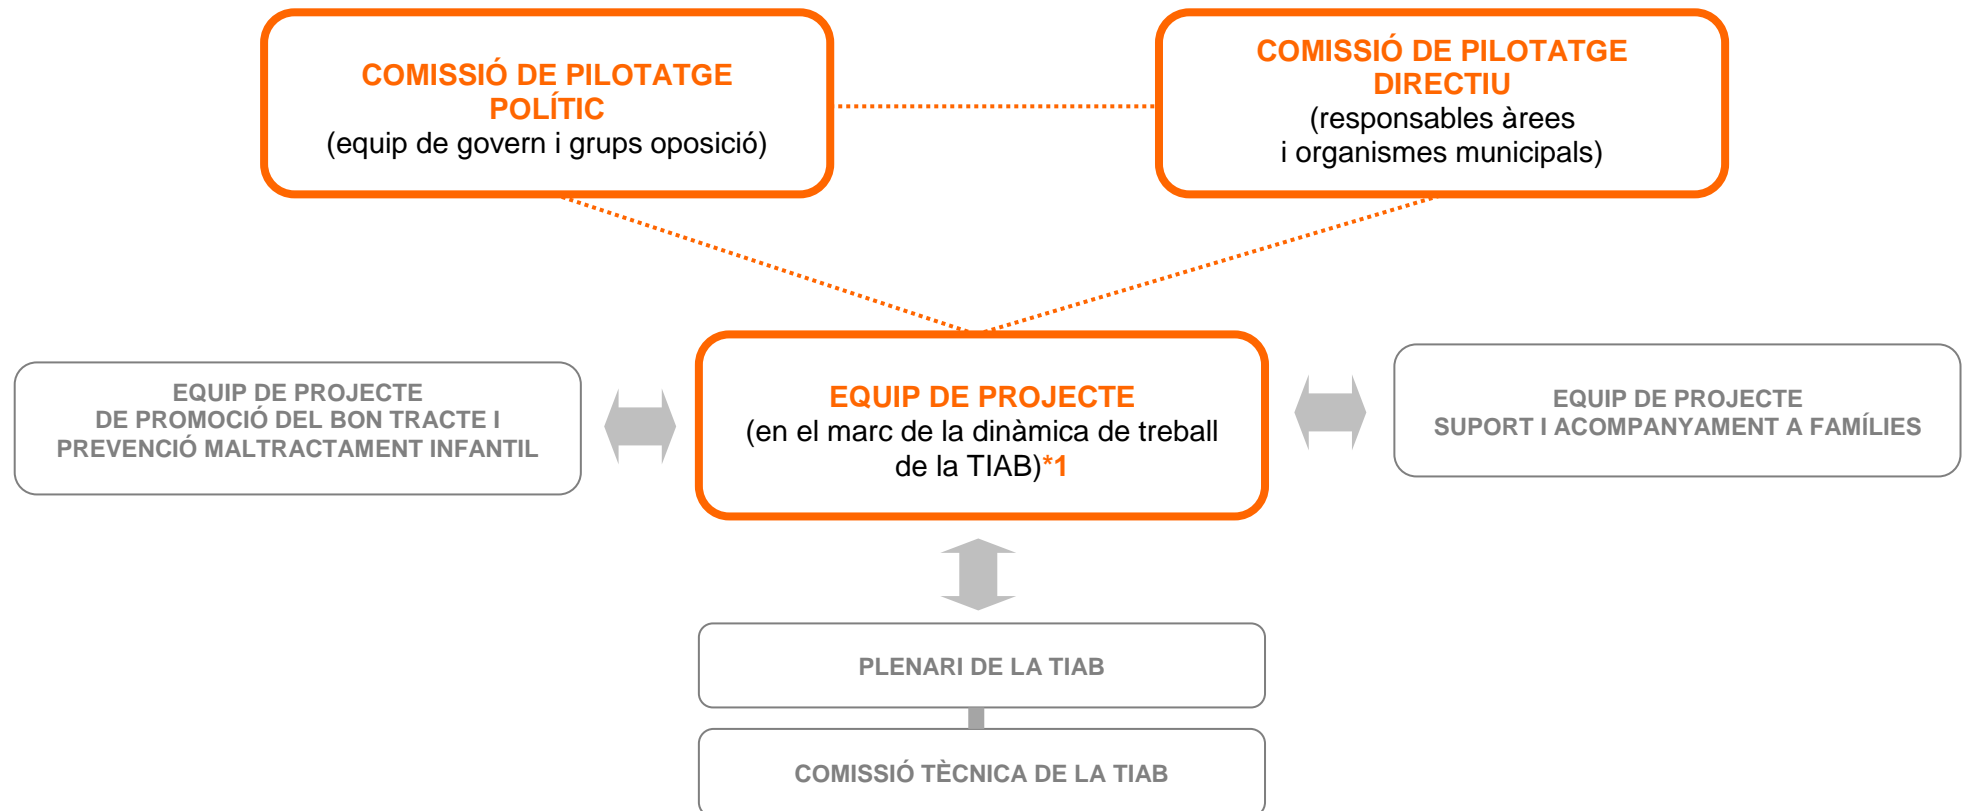 COMISSIÓ DE PILOTATGE
POLÍTIC
(equip de govern i grups oposició)
COMISSIÓ DE PILOTATGE
DIRECTIU
(responsables àrees
i organismes municipals)
EQUIP DE PROJECTE
DE PROMOCIÓ DEL BON TRACTE I
PREVENCIÓ MALTRACTAMENT INFANTIL
EQUIP DE PROJECTE
(en el marc de la dinàmica de treball
de la TIAB)*1
EQUIP DE PROJECTE
SUPORT I ACOMPANYAMENT A FAMÍLIES
PLENARI DE LA TIAB
COMISSIÓ TÈCNICA DE LA TIAB